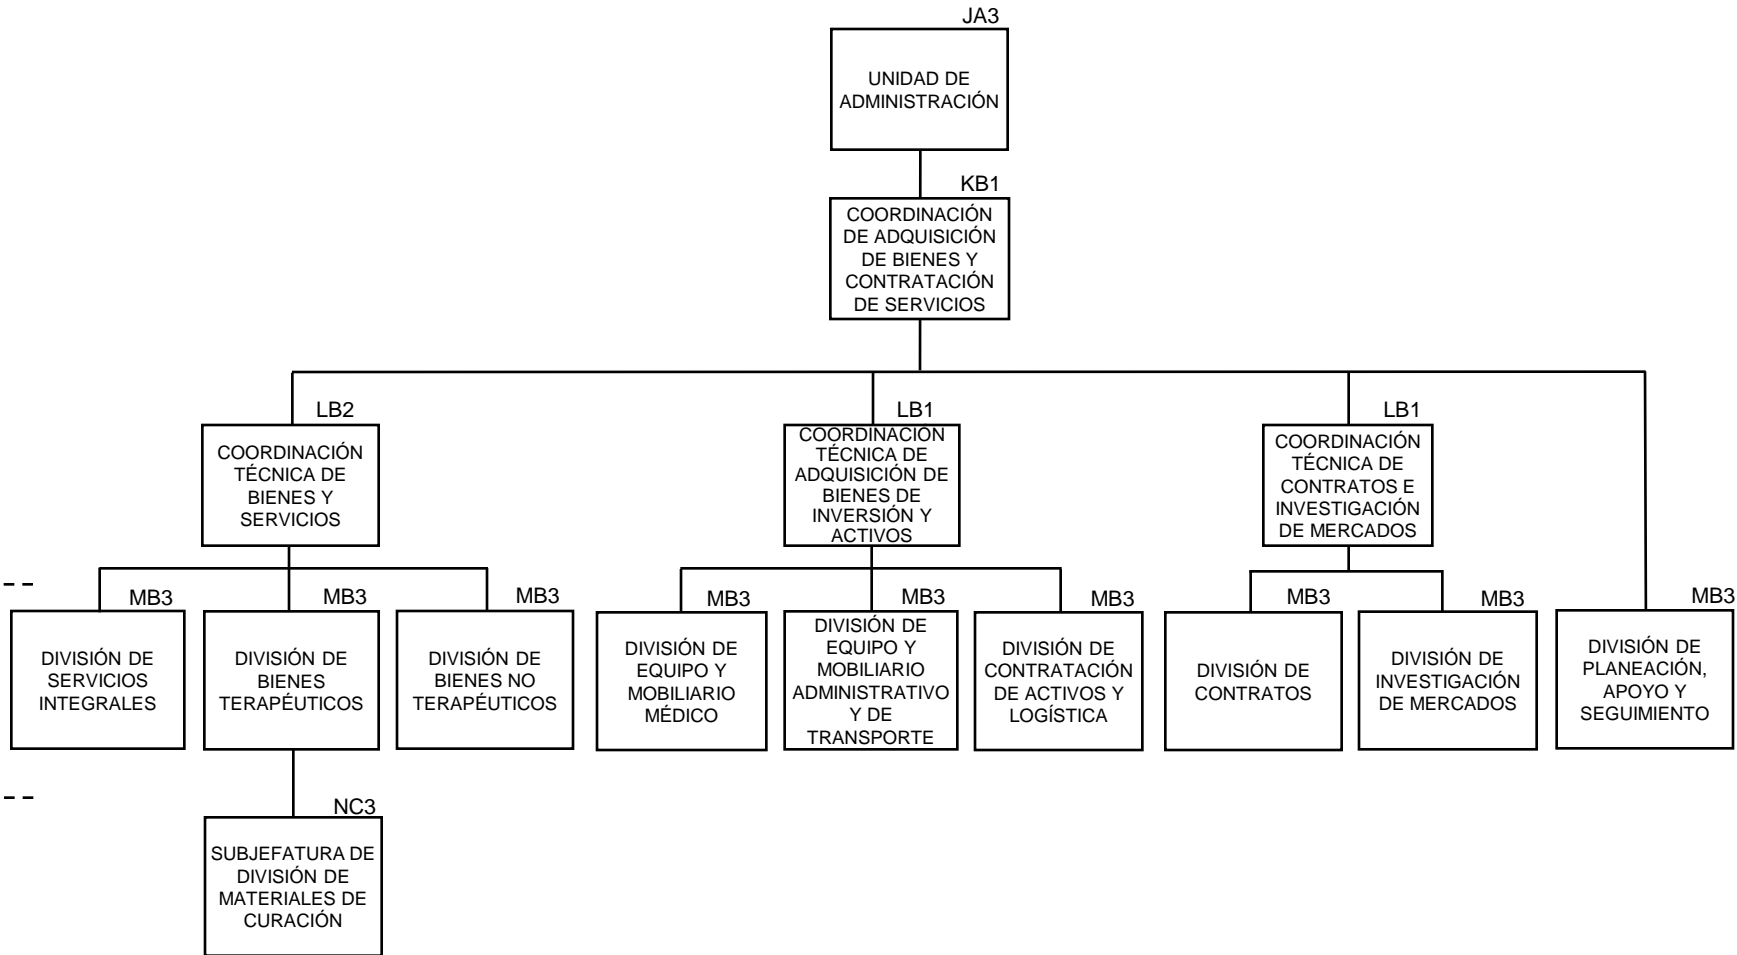 JA3
UNIDAD DE
ADMINISTRACIÓN
KB1
COORDINACIÓN
DE ADQUISICIÓN
DE BIENES Y
CONTRATACIÓN
DE SERVICIOS
LB2
COORDINACIÓN
TÉCNICA DE
BIENES Y
SERVICIOS
LB1
COORDINACIÓN
TÉCNICA DE
ADQUISICIÓN DE
BIENES DE
INVERSIÓN Y
ACTIVOS
LB1
COORDINACIÓN
TÉCNICA DE
CONTRATOS E
INVESTIGACIÓN
DE MERCADOS
MB3
DIVISIÓN DE
SERVICIOS
INTEGRALES
MB3
DIVISIÓN DE
BIENES
TERAPÉUTICOS
MB3
DIVISIÓN DE
BIENES NO
TERAPÉUTICOS
MB3
DIVISIÓN DE
EQUIPO Y
MOBILIARIO
MÉDICO
MB3
DIVISIÓN DE
EQUIPO Y
MOBILIARIO
ADMINISTRATIVO
Y DE
TRANSPORTE
MB3
DIVISIÓN DE
CONTRATACIÓN
DE ACTIVOS Y
LOGÍSTICA
MB3
DIVISIÓN DE
CONTRATOS
MB3
DIVISIÓN DE
INVESTIGACIÓN
DE MERCADOS
MB3
DIVISIÓN DE
PLANEACIÓN,
APOYO Y
SEGUIMIENTO
NC3
SUBJEFATURA DE
DIVISIÓN DE
MATERIALES DE
CURACIÓN